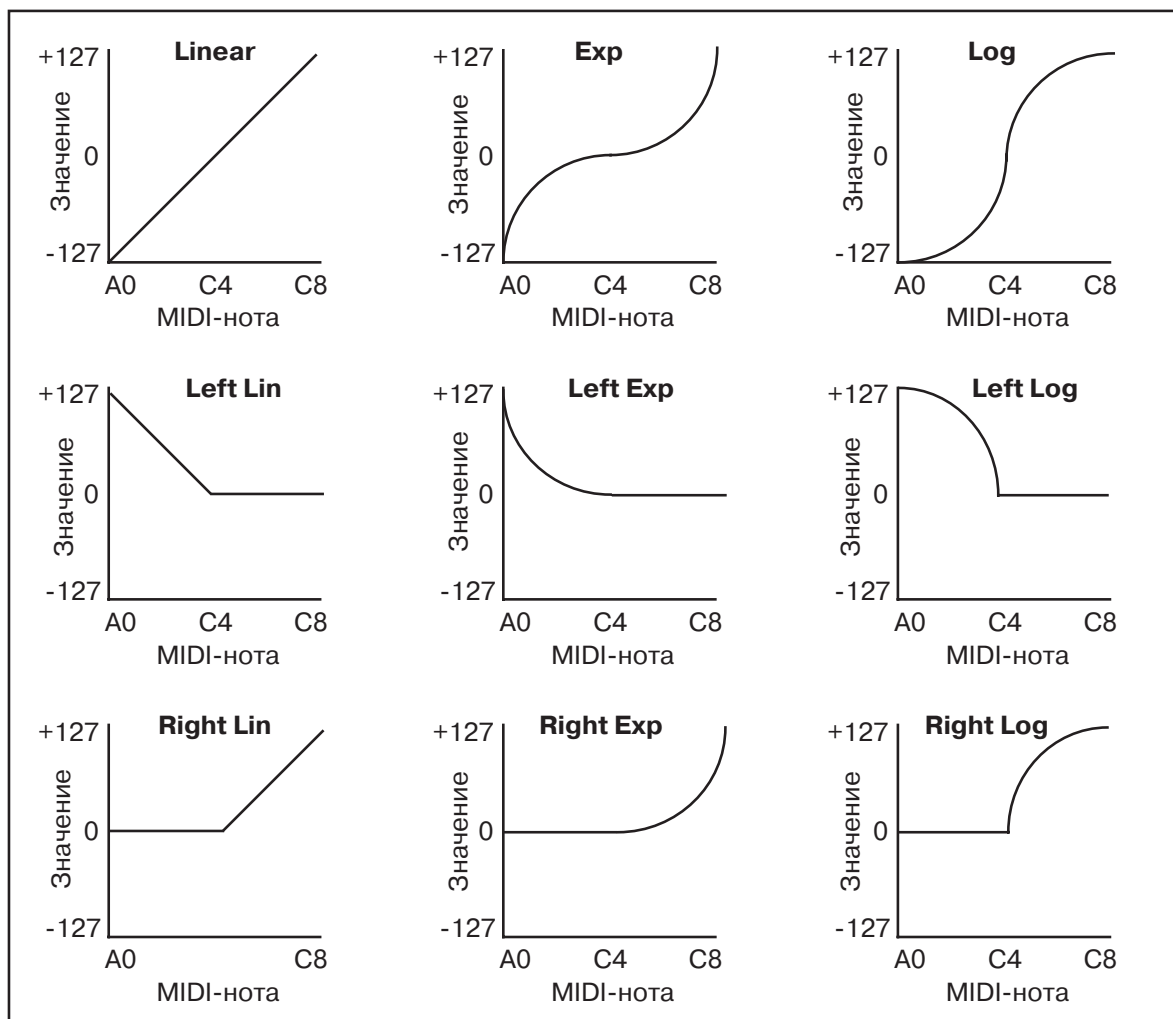 Linear
+127
0
-127
Значение
A0 C4 C8
MIDI-нота
Exp
+127
0
-127
Значение
A0 C4 C8
MIDI-нота
Log
+127
0
-127
Значение
A0 C4 C8
MIDI-нота
Left Lin
+127
0
-127
Значение
A0 C4 C8
MIDI-нота
Left Exp
+127
0
-127
Значение
A0 C4 C8
MIDI-нота
Left Log
+127
0
-127
Значение
A0 C4 C8
MIDI-нота
Right Lin
+127
0
-127
Значение
A0 C8
MIDI-нота
Right Exp
+127
0
-127
Значение
A0 C4 C8
MIDI-нота
Right Log
+127
0
-127
Значение
A0 C4 C8
MIDI-нота